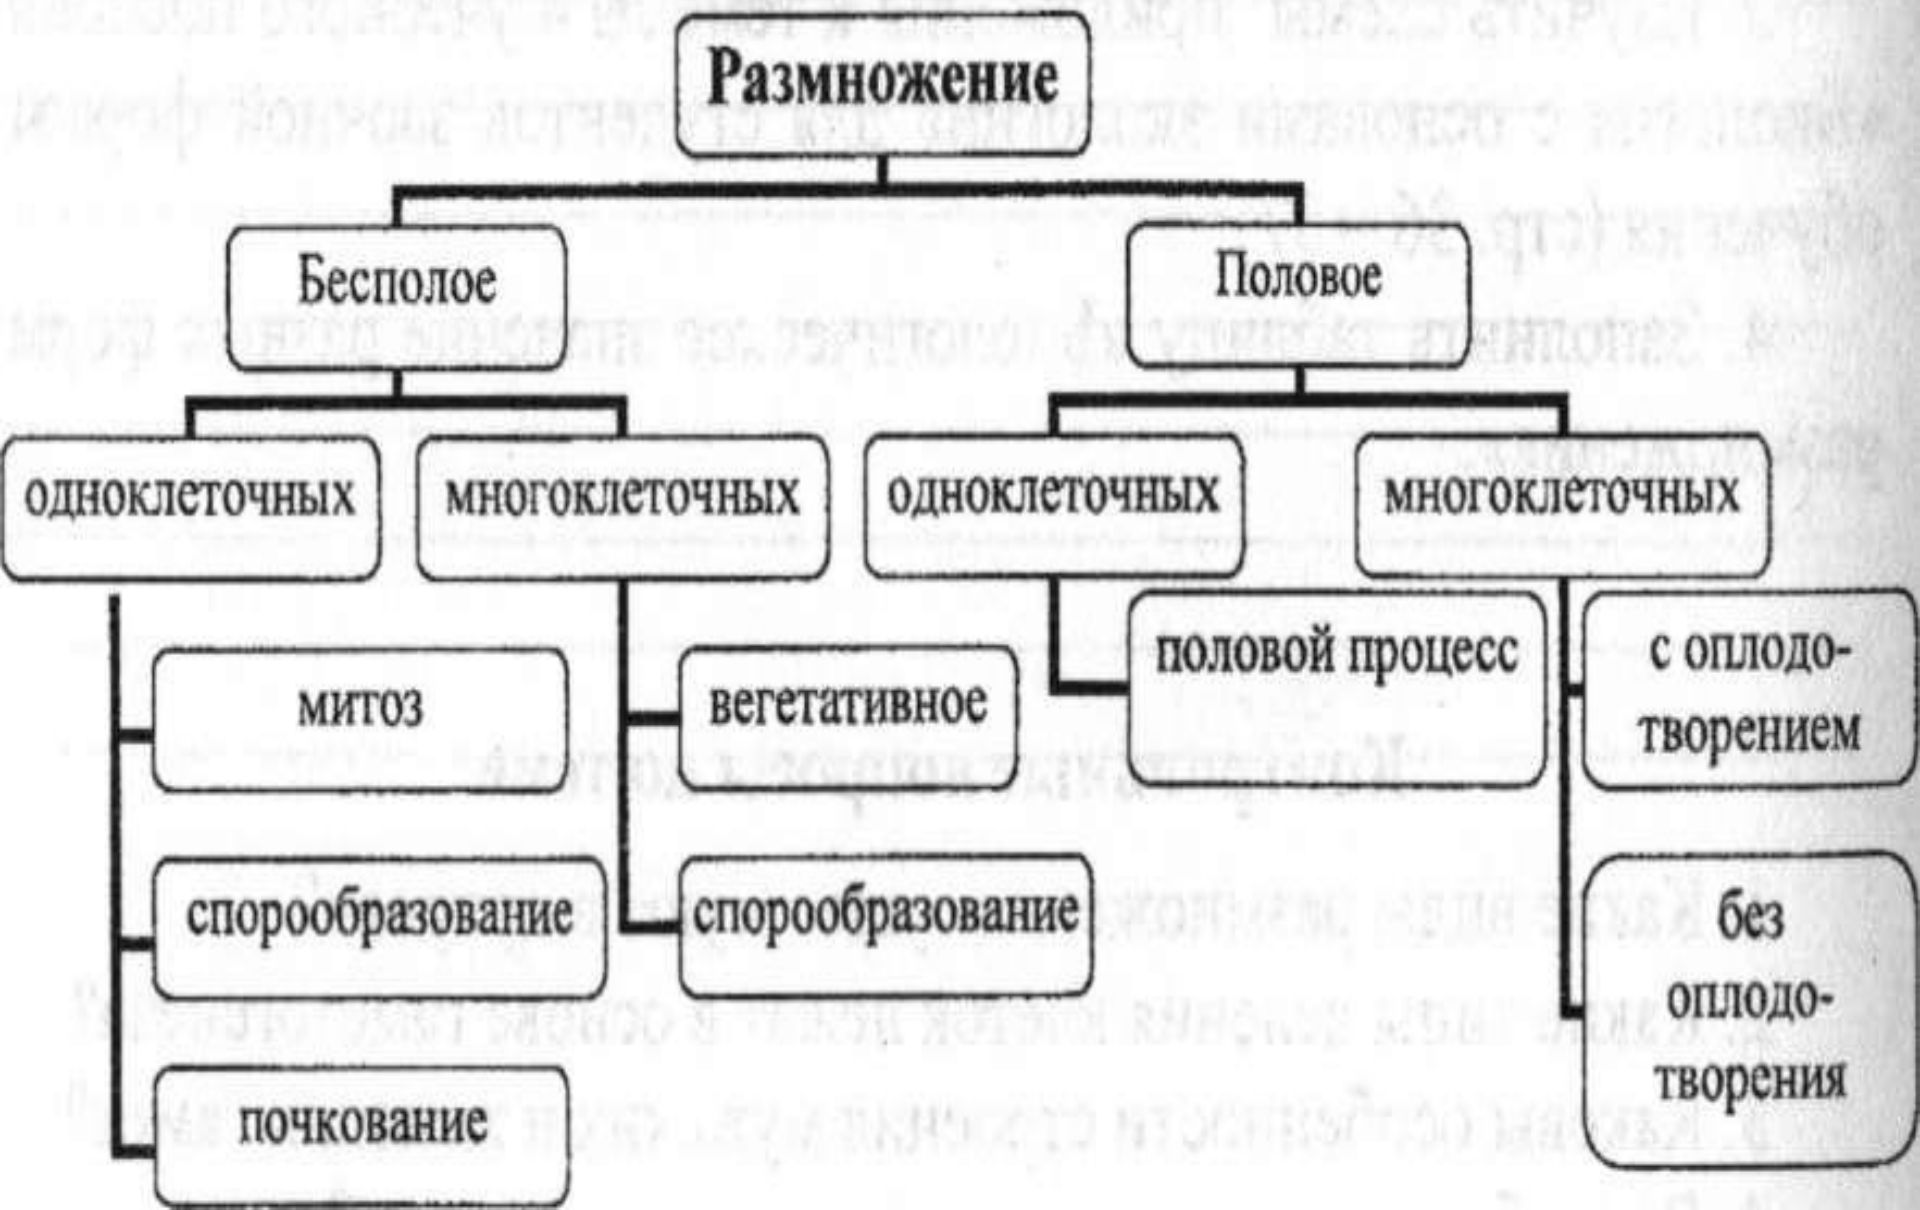 Размножение
Бесполое
Половое
одноклеточных
многоклеточных
одноклеточных
многоклеточных
митоз
спорообразование
почкование
вегетативное
спорообразование
половой процесс
с оплодо-
творением
без
оплодо-
творения